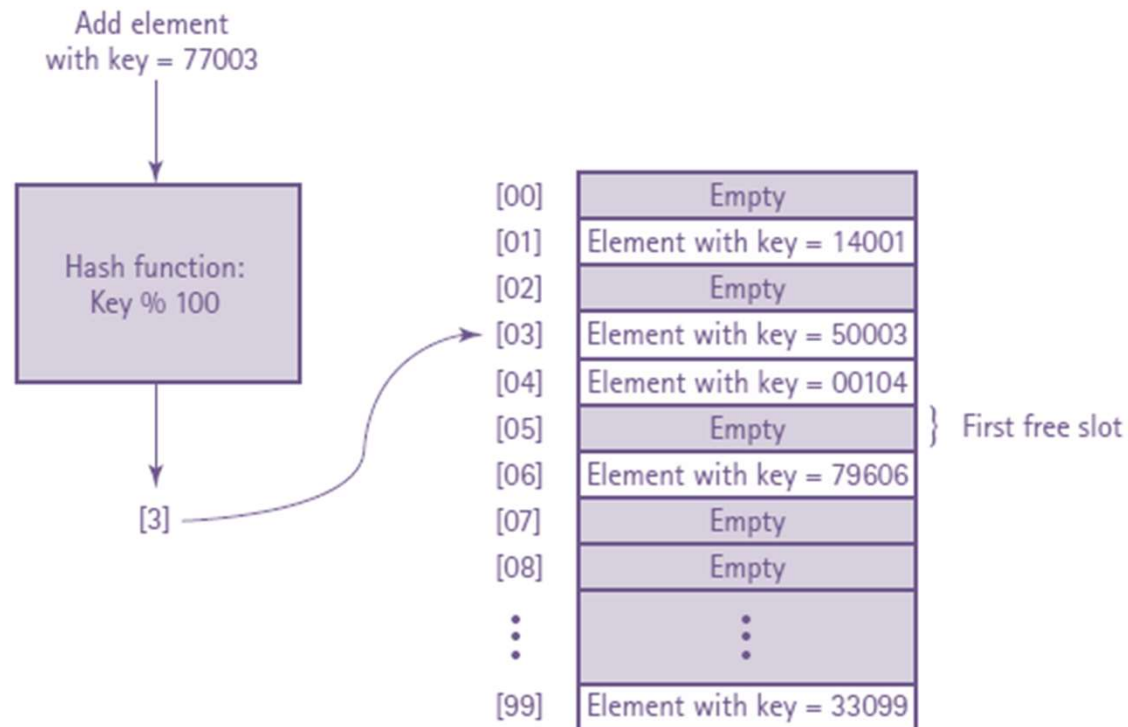 Add element
with key = 77003
Hash function:
Key % 100
[3]
[00] Empty
[01] Element with key = 14001
[02] Empty
[03] Element with key = 50003
[04] Element with key = 00104
[05] Empty } First free slot
[06] Element with key = 79606
[07] Empty
[08] Empty
[99] Element with key = 33099